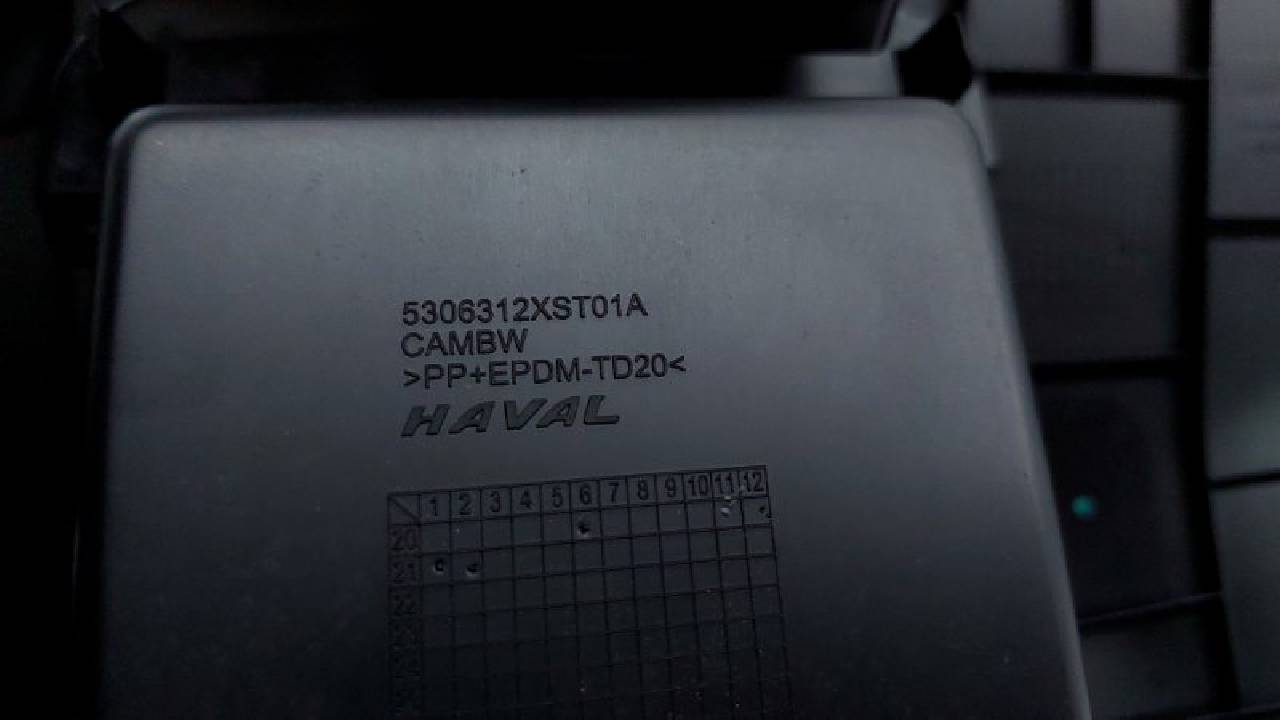 5306312XST01A
CAMBW
>PP+EPDM-TD20<
HAVAL
1 2 3 4 5 6 7 8 9 10 11 12
20
21
22
23